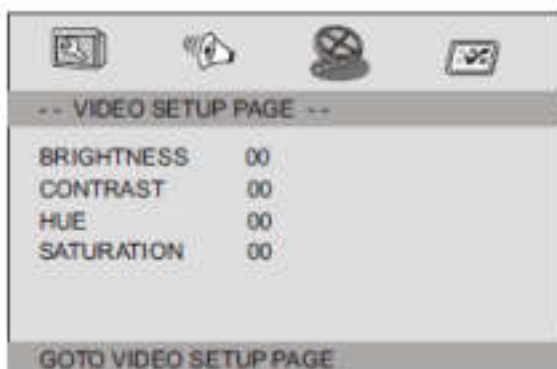 -- VIDEO SETUP PAGE --
BRIGHTNESS 00
CONTRAST 00
HUE 00
SATURATION 00
GOTO VIDEO SETUP PAGE